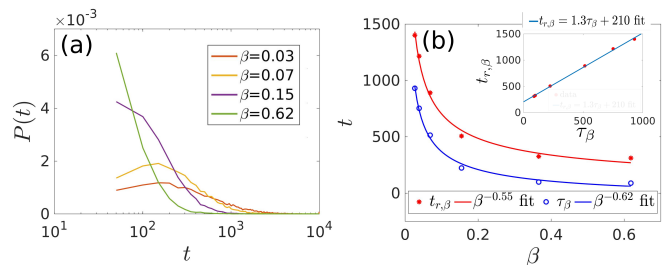 ×10⁻³
(a)
P(t)
6
4
2
0
β=0.03
β=0.07
β=0.15
β=0.62
10¹
10²
10³
10⁴
t
(b)
t
1500
1000
500
0
0
0.2
0.4
0.6
β
t_{r,β}
β^{-0.55} fit
τ_β
β^{-0.62} fit
t_{r,β} = 1.3τ_β + 210 fit
t_{r,β}
1500
1000
500
0
0
500
1000
τ_β